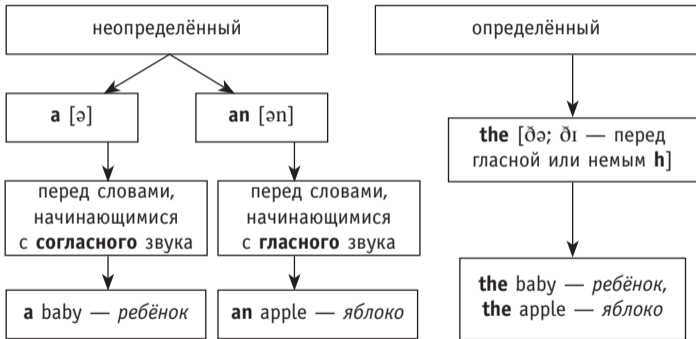 неопределённый
определённый
a [ə]
an [ən]
the [ðə; ðɪ — перед
гласной или немым h]
перед словами,
начинающимися
с согласного звука
перед словами,
начинающимися
с гласного звука
a baby — ребёнок
an apple — яблоко
the baby — ребёнок,
the apple — яблоко